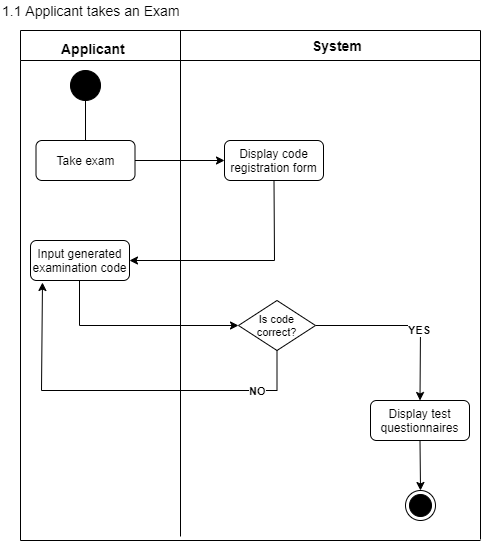 1.1 Applicant takes an Exam
Applicant
System
Take exam
Display code
registration form
Input generated
examination code
Is code
correct?
YES
NO
Display test
questionnaires